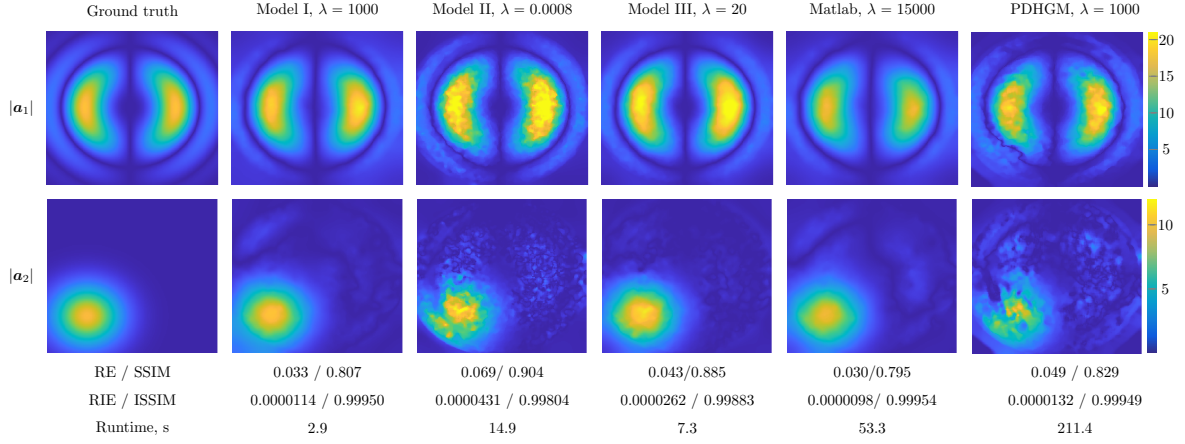 Ground truth Model I, λ = 1000 Model II, λ = 0.0008 Model III, λ = 20 Matlab, λ = 15000 PDHGM, λ = 1000
|a₁|
20
15
10
5
|a₂|
10
5
RE / SSIM 0.033 / 0.807 0.069/ 0.904 0.043/0.885 0.030/0.795 0.049 / 0.829
RIE / ISSIM 0.0000114 / 0.99950 0.0000431 / 0.99804 0.0000262 / 0.99883 0.0000098/ 0.99954 0.0000132 / 0.99949
Runtime, s 2.9 14.9 7.3 53.3 211.4